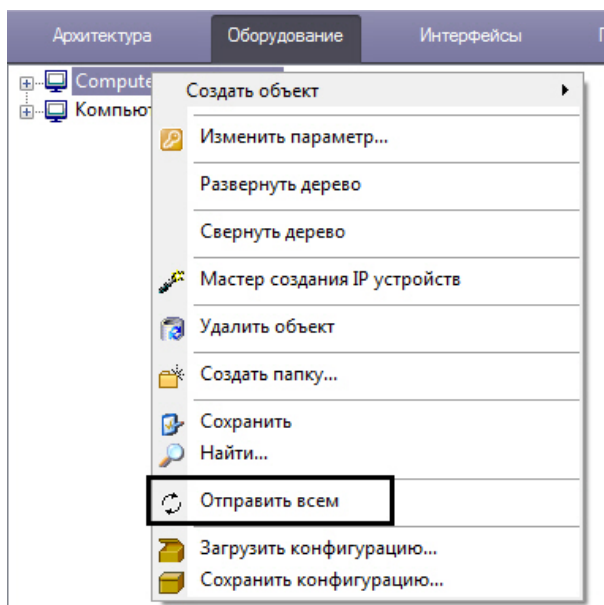 Архитектура Оборудование Интерфейсы
Compute
Компью
Создать объект
Изменить параметр...
Развернуть дерево
Свернуть дерево
Мастер создания IP устройств
Удалить объект
Создать папку...
Сохранить
Найти...
Отправить всем
Загрузить конфигурацию...
Сохранить конфигурацию...